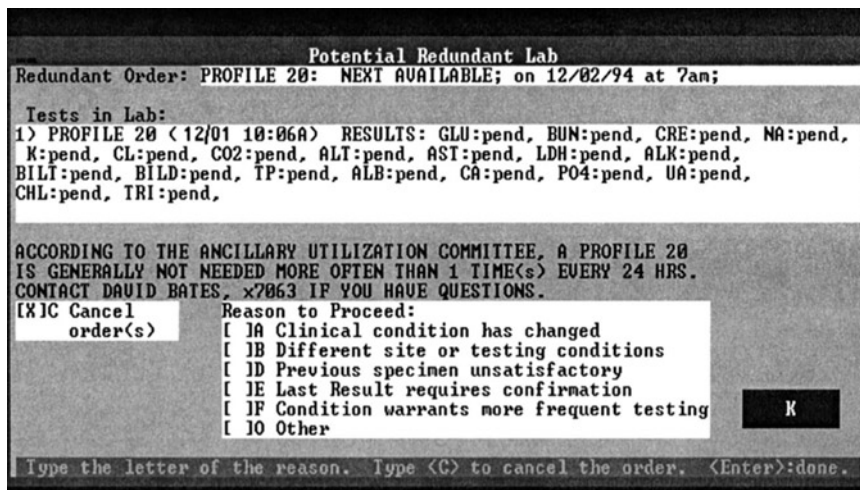 Potential Redundant Lab
Redundant Order: PROFILE 20: NEXT AVAILABLE; on 12/02/94 at 7am;
Tests in Lab:
1) PROFILE 20 (12/01 10:06A) RESULTS: GLU:pend, BUN:pend, CRE:pend, NA:pend,
K:pend, CL:pend, CO2:pend, ALT:pend, AST:pend, LDH:pend, ALK:pend,
BILT:pend, BILD:pend, TP:pend, ALB:pend, CA:pend, PO4:pend, UA:pend,
CHL:pend, TRI:pend,
ACCORDING TO THE ANCILLARY UTILIZATION COMMITTEE, A PROFILE 20
IS GENERALLY NOT NEEDED MORE OFTEN THAN 1 TIME(s) EVERY 24 HRS.
CONTACT DAVID BATES, x7063 IF YOU HAVE QUESTIONS.
[X]C Cancel
order(s)
Reason to Proceed:
[ ]A Clinical condition has changed
[ ]B Different site or testing conditions
[ ]D Previous specimen unsatisfactory
[ ]E Last Result requires confirmation
[ ]F Condition warrants more frequent testing
[ ]O Other
K
Type the letter of the reason. Type <C> to cancel the order. <Enter>:done.